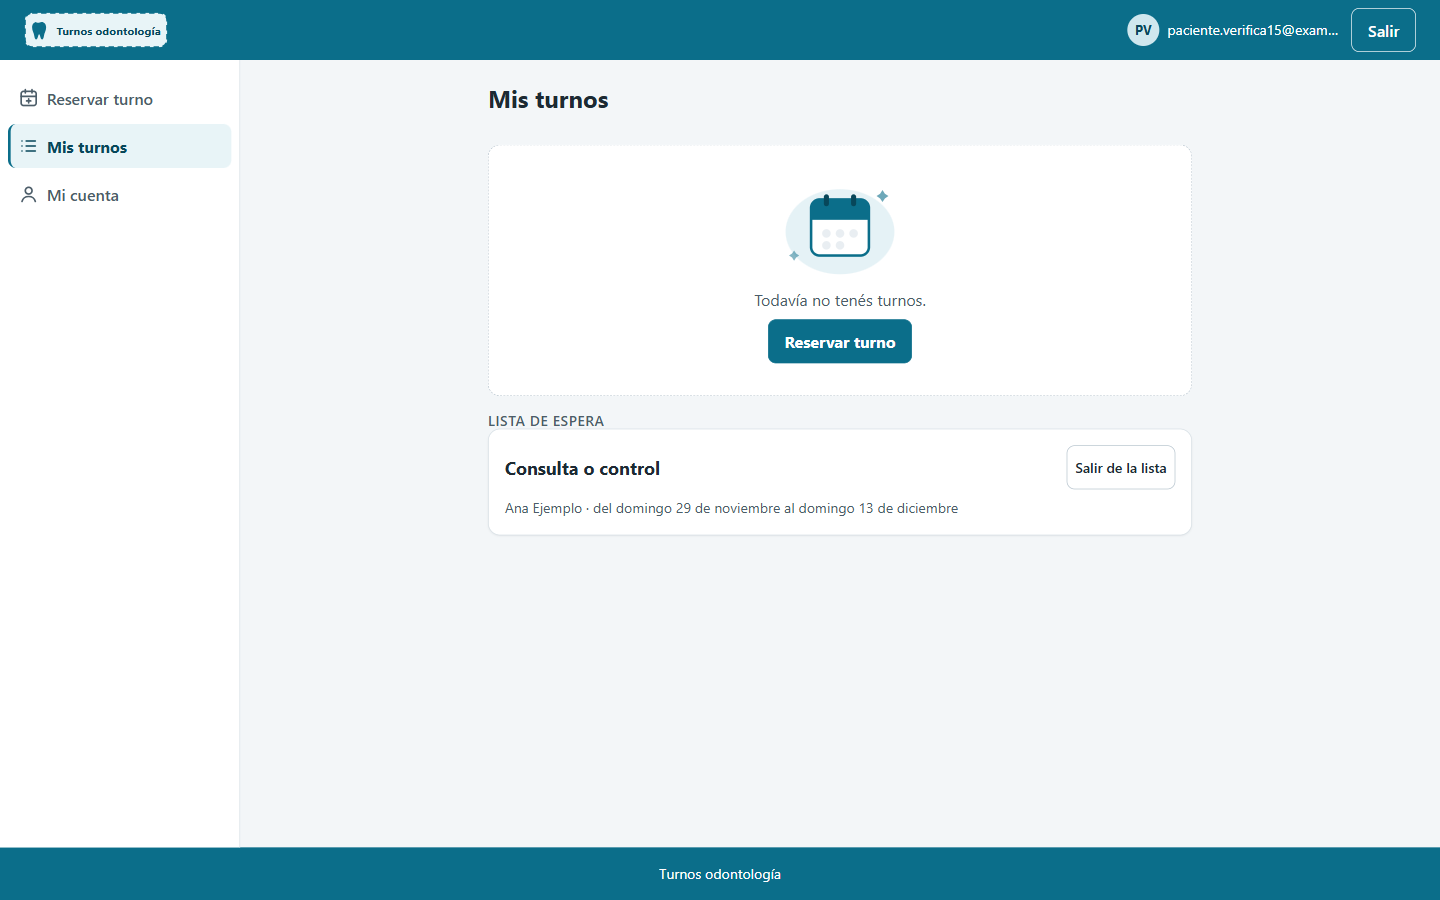 Turnos odontología
PV
paciente.verifica15@exam...
Salir
Reservar turno
Mis turnos
Mi cuenta
Mis turnos
Todavía no tenés turnos.
Reservar turno
LISTA DE ESPERA
Consulta o control
Salir de la lista
Ana Ejemplo · del domingo 29 de noviembre al domingo 13 de diciembre
Turnos odontología